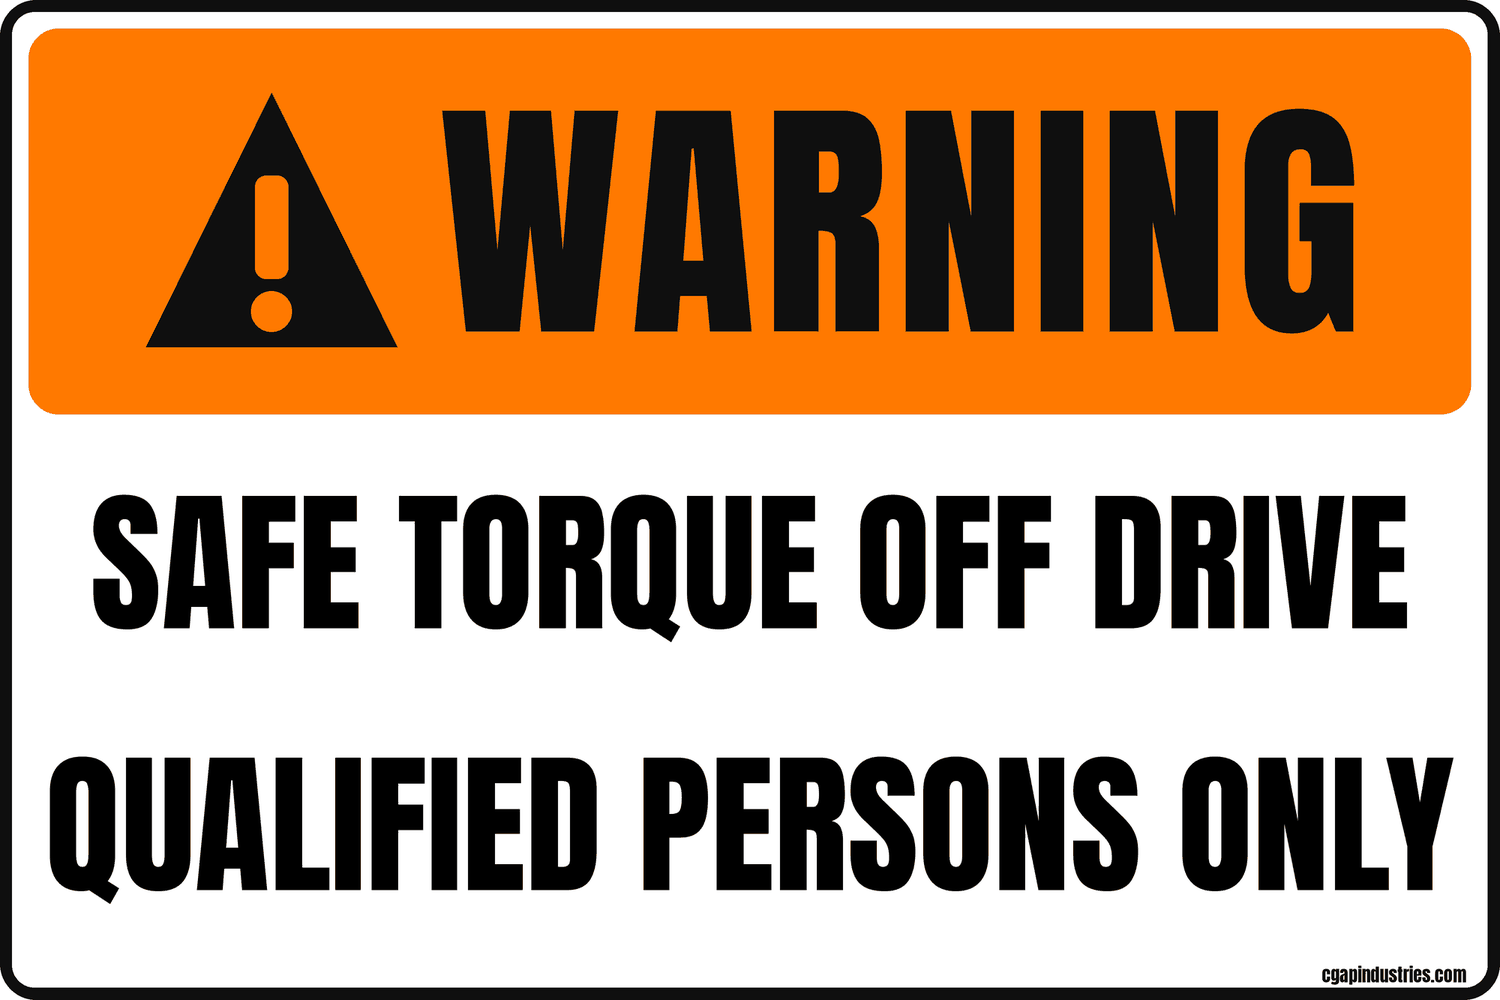 WARNING
SAFE TORQUE OFF DRIVE
QUALIFIED PERSONS ONLY
cgapindustries.com